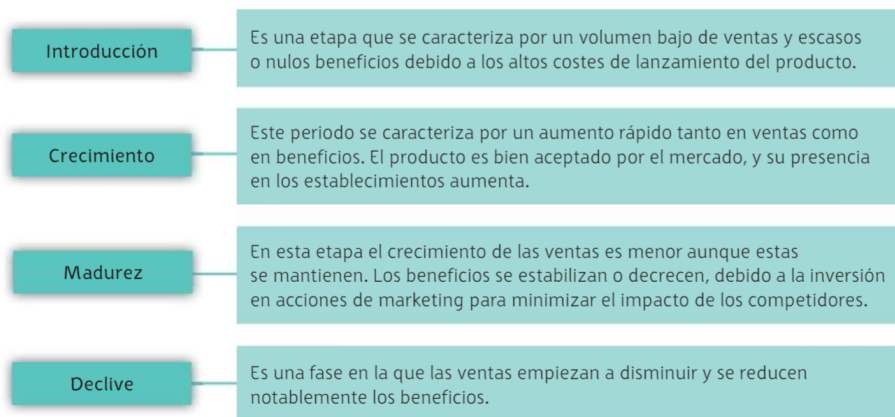 Introducción
Es una etapa que se caracteriza por un volumen bajo de ventas y escasos
o nulos beneficios debido a los altos costes de lanzamiento del producto.
Crecimiento
Este periodo se caracteriza por un aumento rápido tanto en ventas como
en beneficios. El producto es bien aceptado por el mercado, y su presencia
en los establecimientos aumenta.
Madurez
En esta etapa el crecimiento de las ventas es menor aunque estas
se mantienen. Los beneficios se estabilizan o decrecen, debido a la inversión
en acciones de marketing para minimizar el impacto de los competidores.
Declive
Es una fase en la que las ventas empiezan a disminuir y se reducen
notablemente los beneficios.